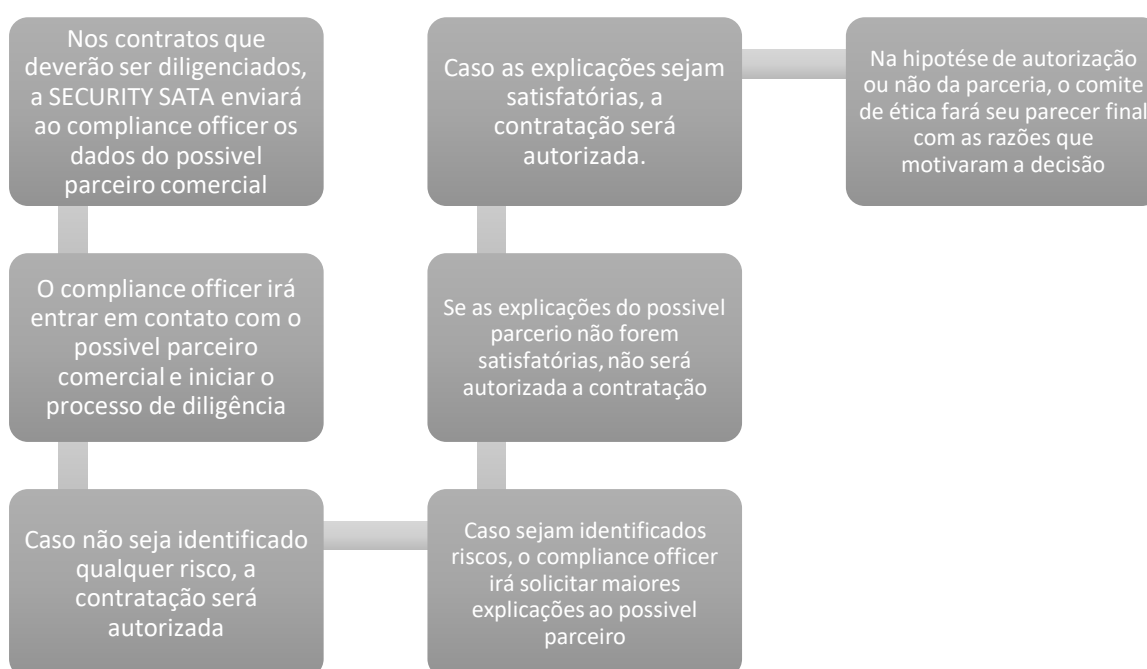 Nos contratos que
deverão ser diligenciados,
a SECURITY SATA enviará
ao compliance officer os
dados do possivel
parceiro comercial
O compliance officer irá
entrar em contato com o
possivel parceiro
comercial e iniciar o
processo de diligência
Caso não seja identificado
qualquer risco, a
contratação será
autorizada
Caso sejam identificados
riscos, o compliance officer
irá solicitar maiores
explicações ao possivel
parceiro
Se as explicações do possivel
parcerio não forem
satisfatórias, não será
autorizada a contratação
Caso as explicações sejam
satisfatórias, a
contratação será
autorizada.
Na hipotése de autorização
ou não da parceria, o comite
de ética fará seu parecer final
com as razões que
motivaram a decisão